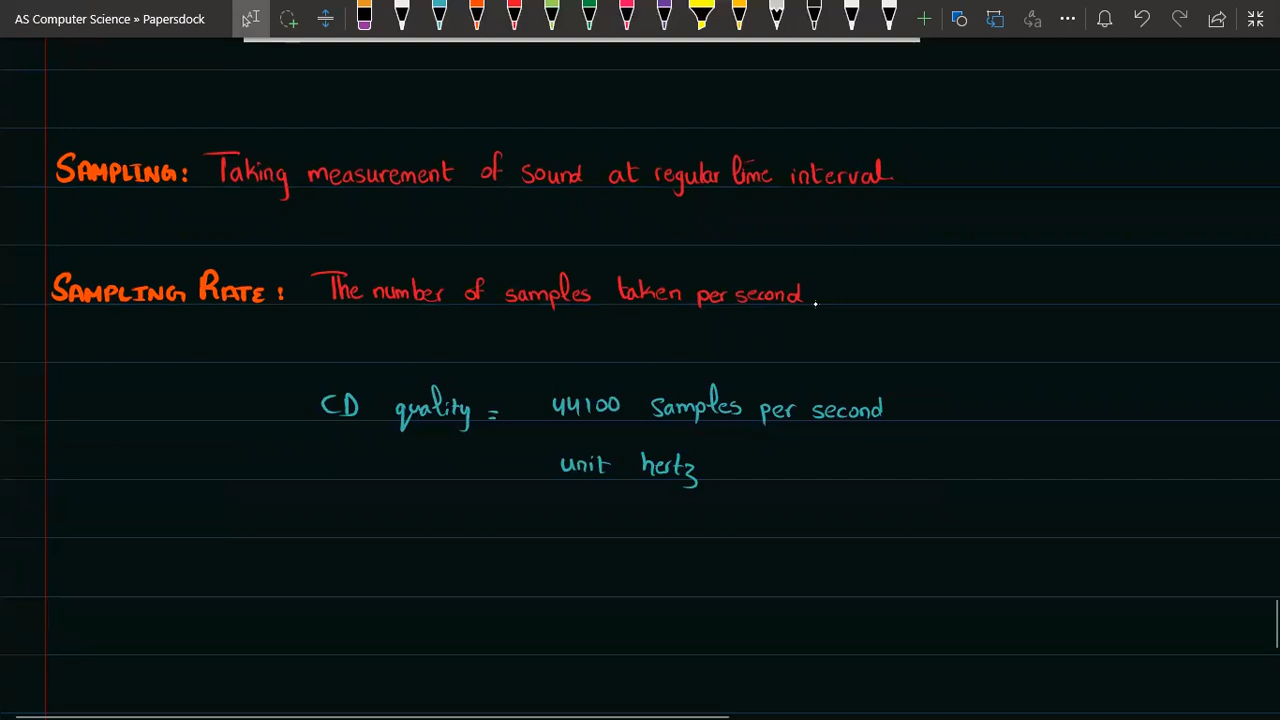 AS Computer Science » Papersdock
SAMPLING: Taking measurement of sound at regular time interval.
SAMPLING RATE: The number of samples taken per second.
CD quality = 44100 samples per second
unit hertz